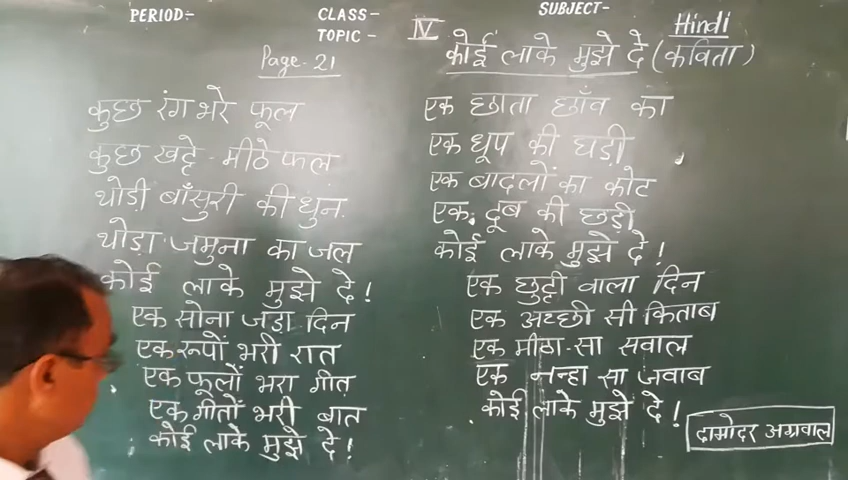 PERIOD:-
CLASS- IV
SUBJECT- Hindi
TOPIC - कोई लाके मुझे दे (कविता)
Page-21
कुछ रंग भरे फूल
कुछ खट्टे-मीठे फल
थोडी बाँसुरी की धुन
थोडा जमुना का जल
कोई लाके मुझे दे!
एक सोना जडा दिन
एक रूपों भरी रात
एक फूलों भरा गीत
एक गीतों भरी बात
कोई लाके मुझे दे!
एक छाता छाँव का
एक धूप की घड़ी
एक बादलों का कोट
एक दूब की छड़ी
कोई लाके मुझे दे!
एक छुट्टी वाला दिन
एक अच्छी सी किताब
एक मीठा-सा सवाल
एक नन्हा सा जवाब
कोई लाके मुझे दे!
दामोदर अग्रवाल